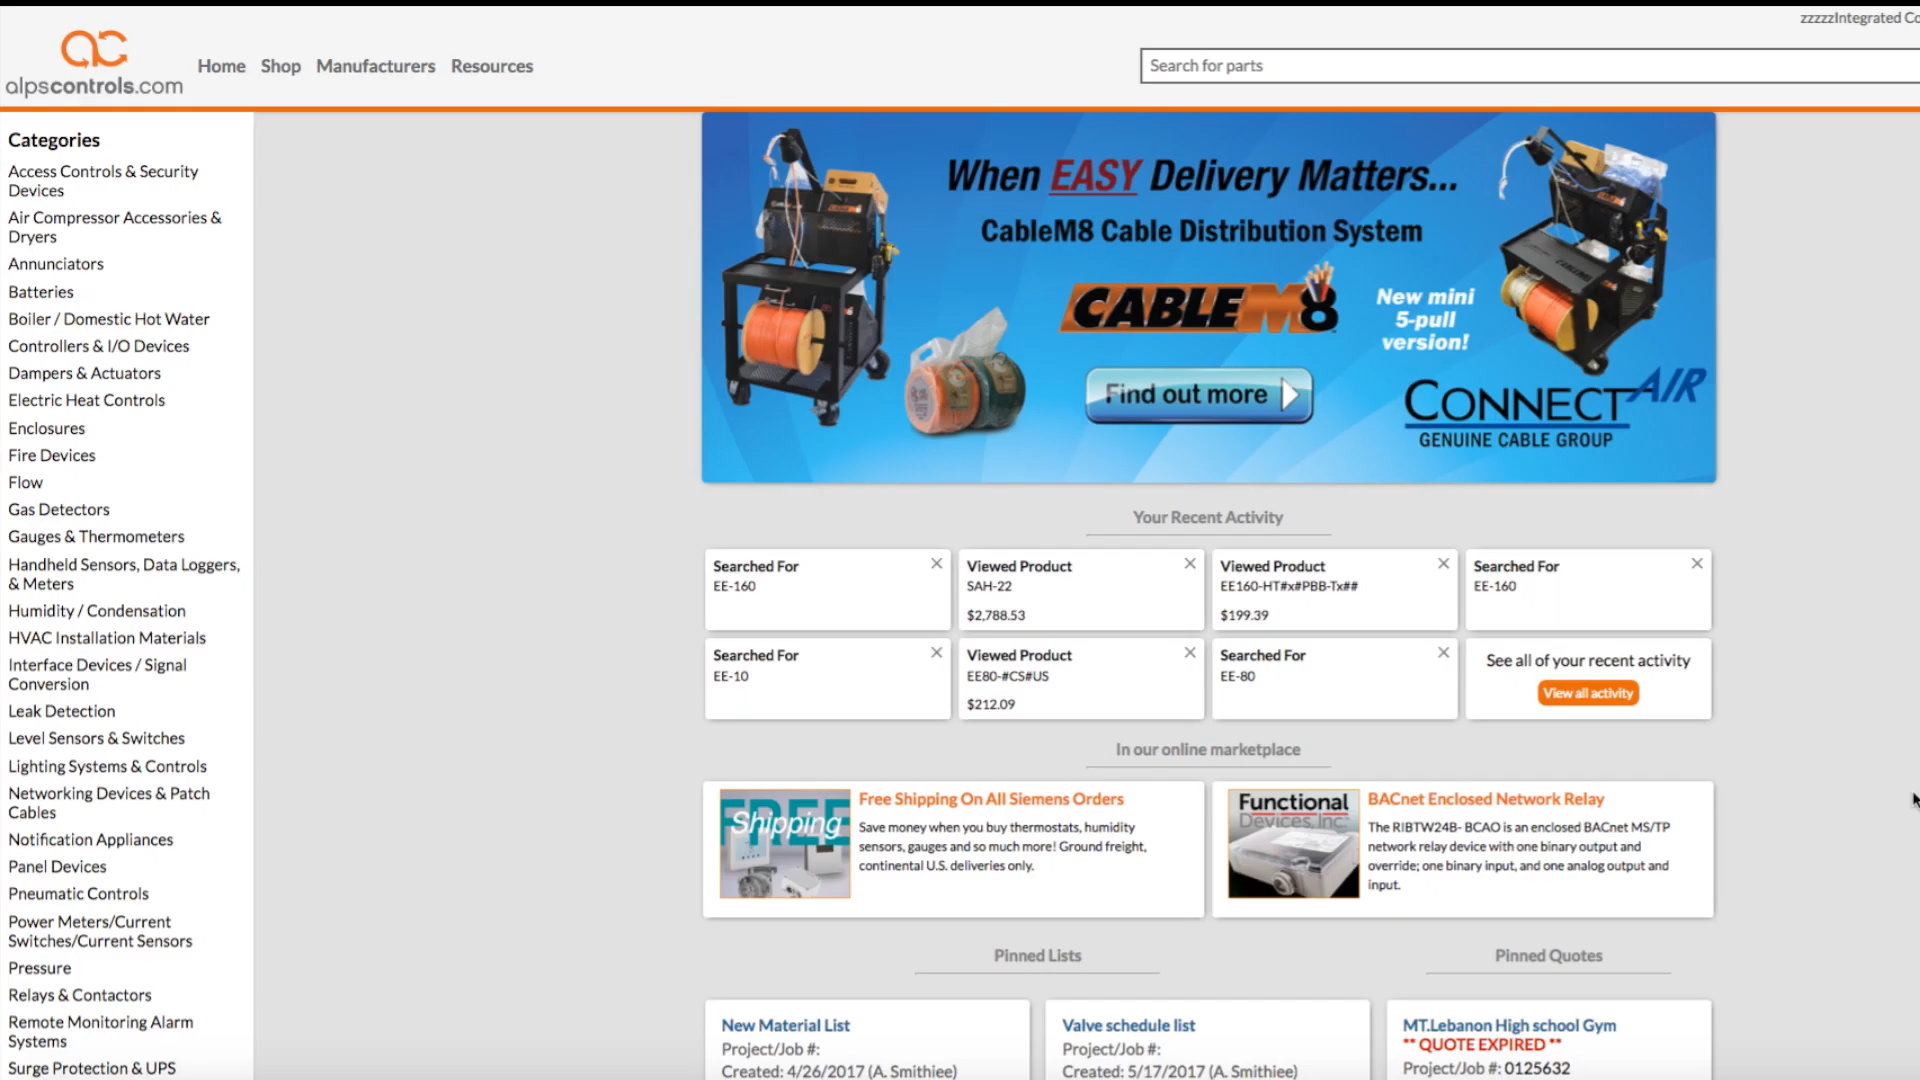 zzzzzIntegrated Co
alpscontrols.com
Home Shop Manufacturers Resources
Search for parts
Categories
Access Controls & Security
Devices
Air Compressor Accessories &
Dryers
Annunciators
Batteries
Boiler / Domestic Hot Water
Controllers & I/O Devices
Dampers & Actuators
Electric Heat Controls
Enclosures
Fire Devices
Flow
Gas Detectors
Gauges & Thermometers
Handheld Sensors, Data Loggers,
& Meters
Humidity / Condensation
HVAC Installation Materials
Interface Devices / Signal
Conversion
Leak Detection
Level Sensors & Switches
Lighting Systems & Controls
Networking Devices & Patch
Cables
Notification Appliances
Panel Devices
Pneumatic Controls
Power Meters/Current
Switches/Current Sensors
Pressure
Relays & Contactors
Remote Monitoring Alarm
Systems
Surge Protection & UPS
When EASY Delivery Matters...
CableM8 Cable Distribution System
CABLEM8
New mini
5-pull
version!
Find out more
CONNECT AIR
GENUINE CABLE GROUP
Your Recent Activity
Searched For
EE-160
Viewed Product
SAH-22
$2,788.53
Viewed Product
EE160-HT#x#PBB-Tx##
$199.39
Searched For
EE-160
Searched For
EE-10
Viewed Product
EE80-#CS#US
$212.09
Searched For
EE-80
See all of your recent activity
View all activity
In our online marketplace
FREE
Shipping
Free Shipping On All Siemens Orders
Save money when you buy thermostats, humidity
sensors, gauges and so much more! Ground freight,
continental U.S. deliveries only.
Functional
Devices, Inc.
BACnet Enclosed Network Relay
The RIBTW24B- BCAO is an enclosed BACnet MS/TP
network relay device with one binary output and
override; one binary input, and one analog output and
input.
Pinned Lists
New Material List
Project/Job #:
Created: 4/26/2017 (A. Smithiee)
Valve schedule list
Project/Job #:
Created: 5/17/2017 (A. Smithiee)
Pinned Quotes
MT.Lebanon High school Gym
** QUOTE EXPIRED **
Project/Job #: 0125632